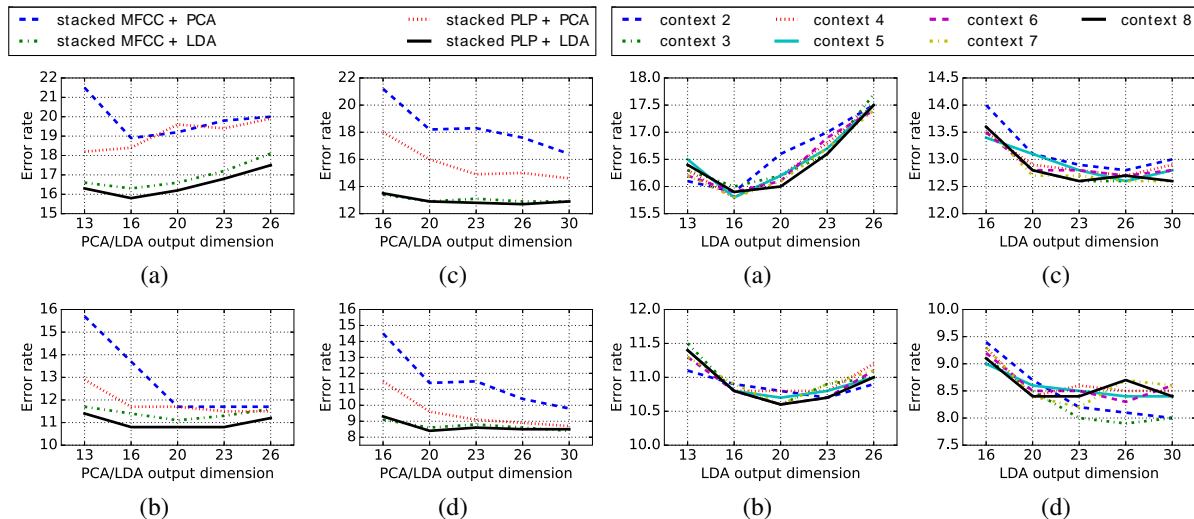 stacked MFCC + PCA
stacked MFCC + LDA
stacked PLP + PCA
stacked PLP + LDA
context 2
context 3
context 4
context 5
context 6
context 7
context 8
22
21
20
19
18
17
16
15
Error rate
13 16 20 23 26
PCA/LDA output dimension
(a)
22
20
18
16
14
12
Error rate
16 20 23 26 30
PCA/LDA output dimension
(c)
18.0
17.5
17.0
16.5
16.0
15.5
Error rate
13 16 20 23 26
LDA output dimension
(a)
14.5
14.0
13.5
13.0
12.5
12.0
Error rate
16 20 23 26 30
LDA output dimension
(c)
16
15
14
13
12
11
10
Error rate
13 16 20 23 26
PCA/LDA output dimension
(b)
16
15
14
13
12
11
10
9
8
Error rate
16 20 23 26 30
PCA/LDA output dimension
(d)
12.0
11.5
11.0
10.5
10.0
Error rate
13 16 20 23 26
LDA output dimension
(b)
10.0
9.5
9.0
8.5
8.0
7.5
Error rate
16 20 23 26 30
LDA output dimension
(d)